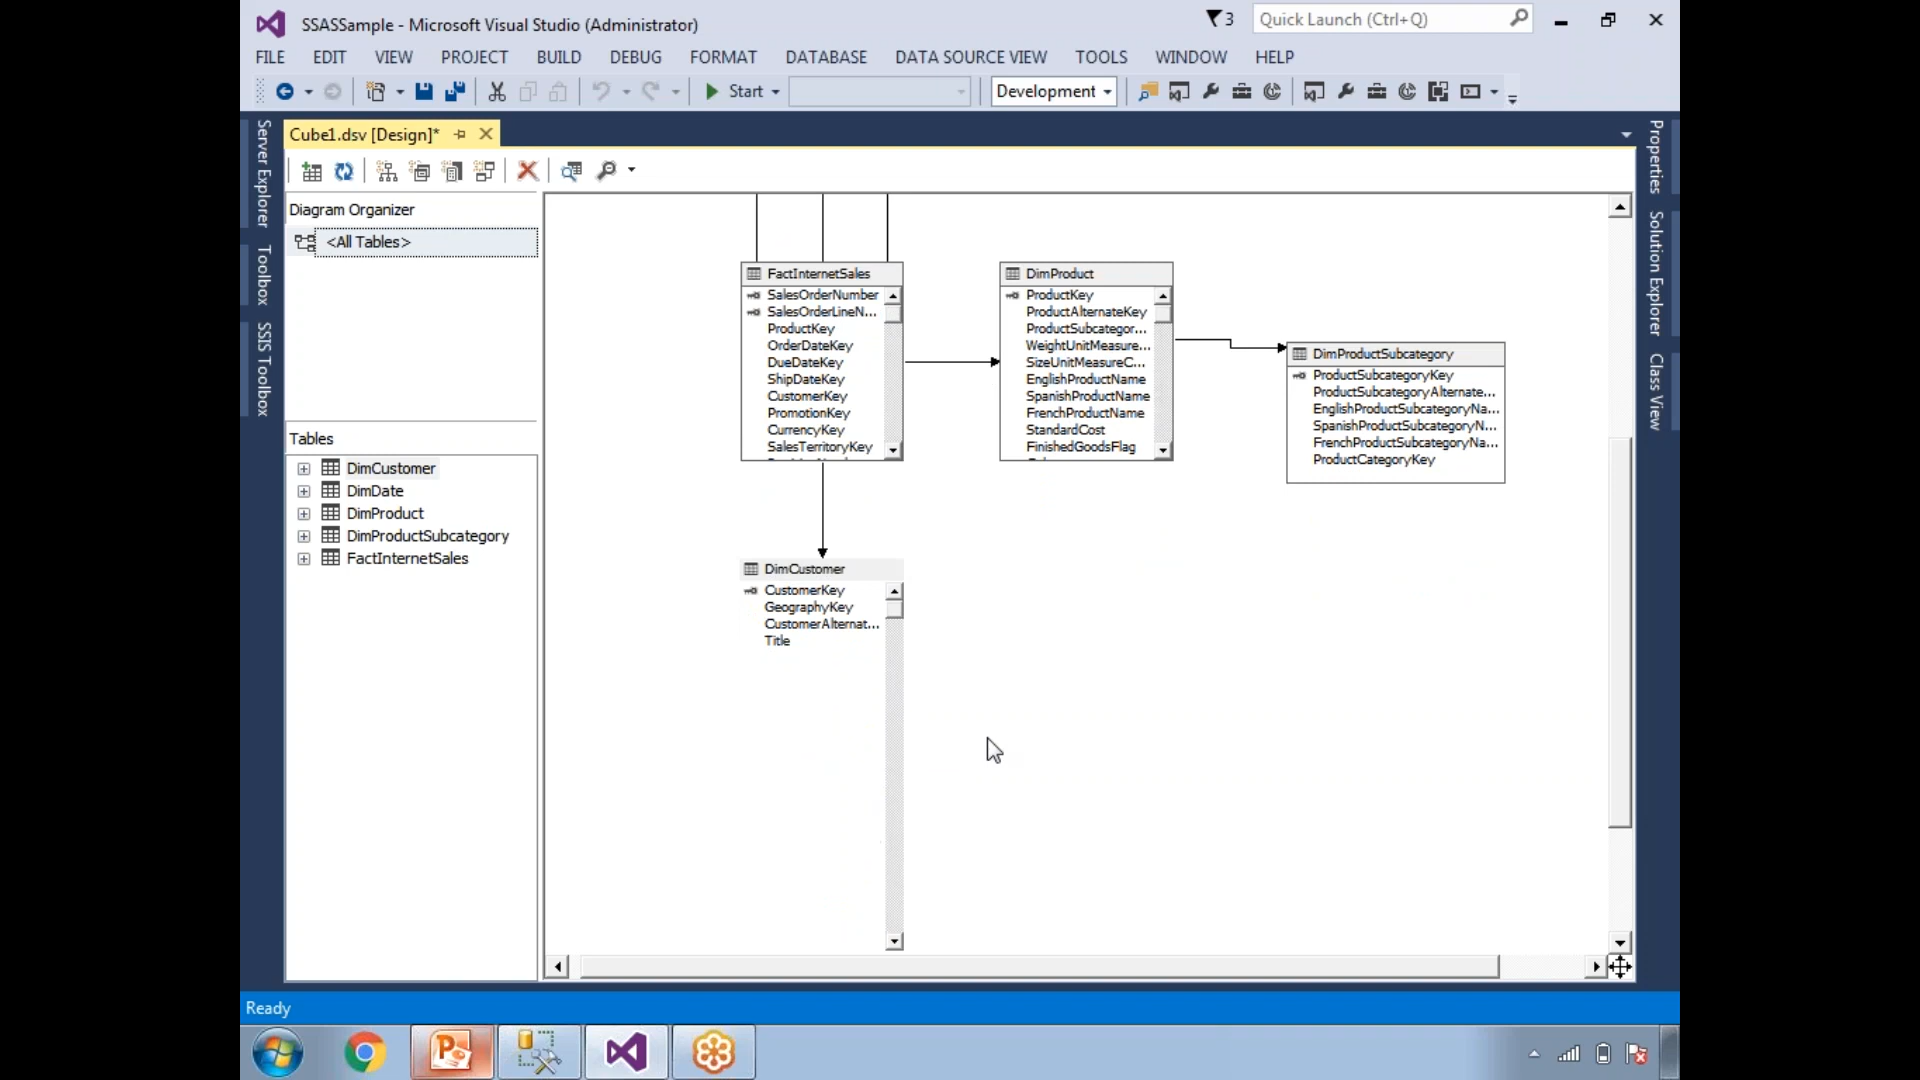 SSASSample - Microsoft Visual Studio (Administrator)
3
Quick Launch (Ctrl+Q)
FILE EDIT VIEW PROJECT BUILD DEBUG FORMAT DATABASE DATA SOURCE VIEW TOOLS WINDOW HELP
Start
Development
Server Explorer
Toolbox
SSIS Toolbox
Cube1.dsv [Design]*
Diagram Organizer
<All Tables>
Tables
DimCustomer
DimDate
DimProduct
DimProductSubcategory
FactInternetSales
FactInternetSales
SalesOrderNumber
SalesOrderLineN...
ProductKey
OrderDateKey
DueDateKey
ShipDateKey
CustomerKey
PromotionKey
CurrencyKey
SalesTerritoryKey
DimProduct
ProductKey
ProductAlternateKey
ProductSubcategor...
WeightUnitMeasure...
SizeUnitMeasureC...
EnglishProductName
SpanishProductName
FrenchProductName
StandardCost
FinishedGoodsFlag
DimProductSubcategory
ProductSubcategoryKey
ProductSubcategoryAlternate...
EnglishProductSubcategoryNa...
SpanishProductSubcategoryN...
FrenchProductSubcategoryNa...
ProductCategoryKey
DimCustomer
CustomerKey
GeographyKey
CustomerAlternat...
Title
Properties
Solution Explorer
Class View
Ready